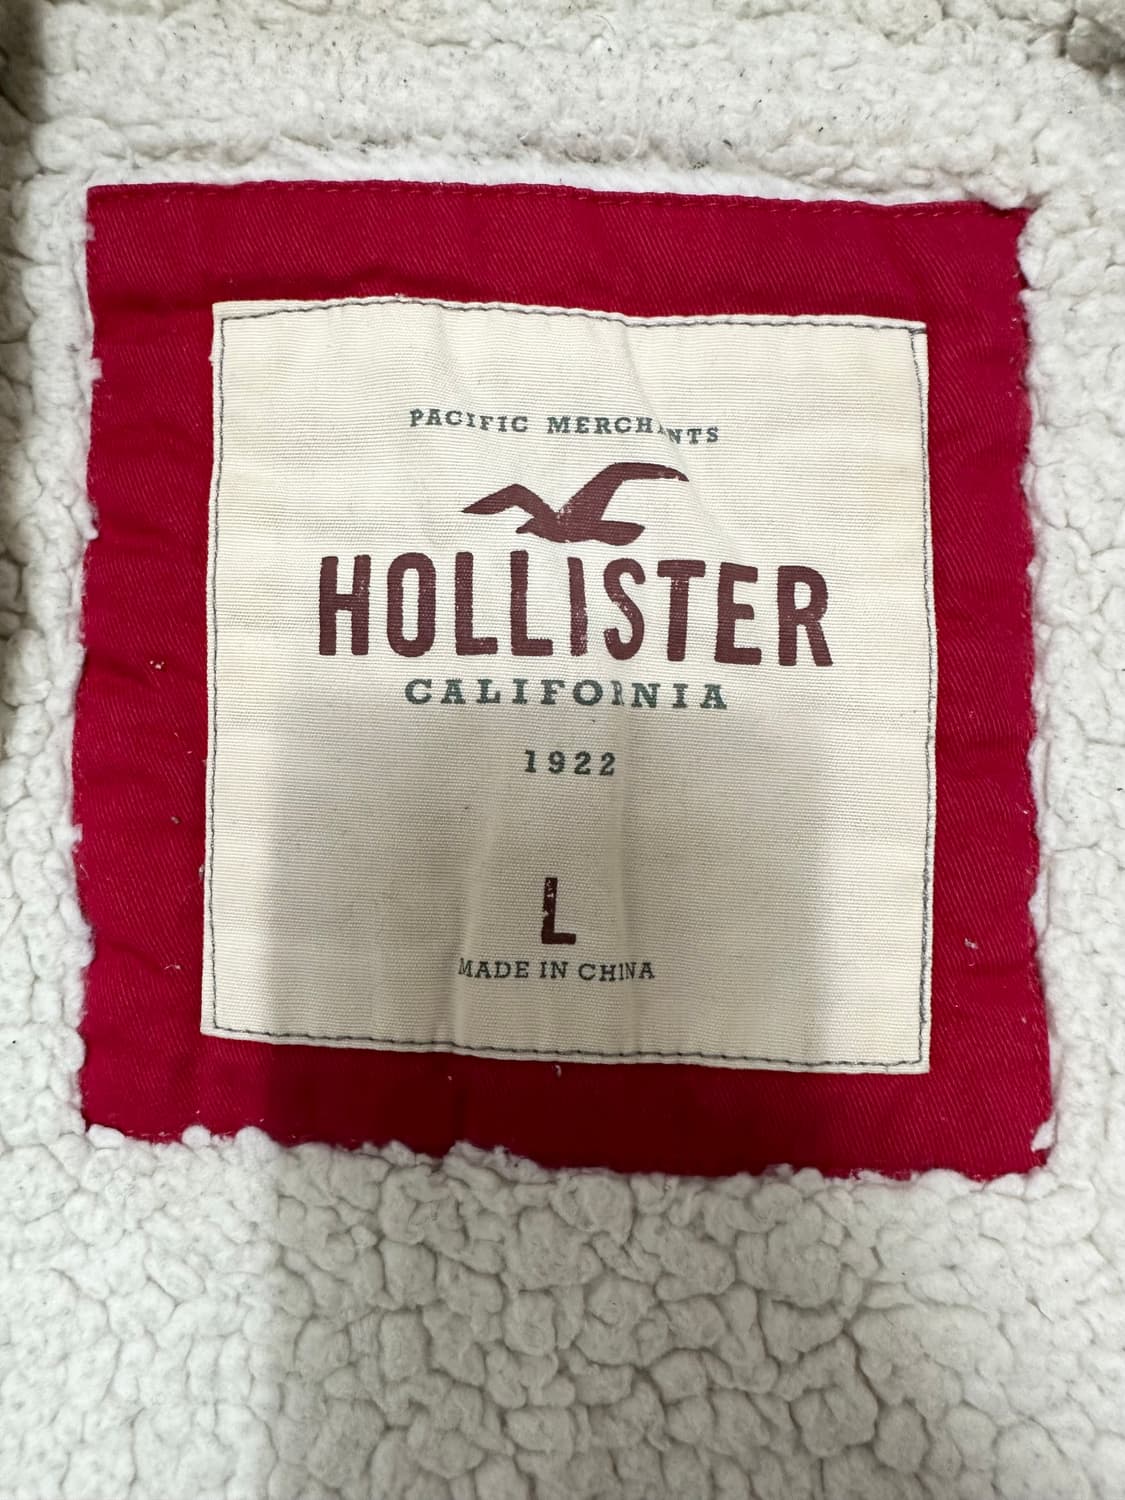 PACIFIC MERCHANTS
HOLLISTER
CALIFORNIA
1922
L
MADE IN CHINA